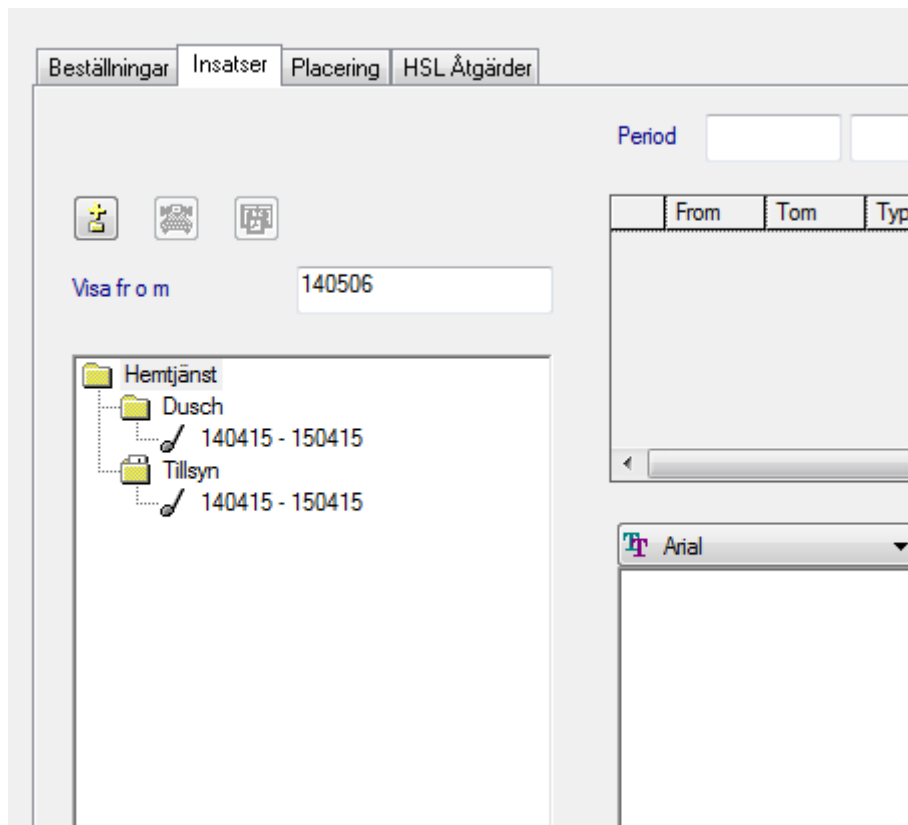 Beställningar Insatser Placering HSL Åtgärder
Period
From Tom Typ
Visa fr o m 140506
Hemtjänst
Dusch
140415 - 150415
Tillsyn
140415 - 150415
Arial